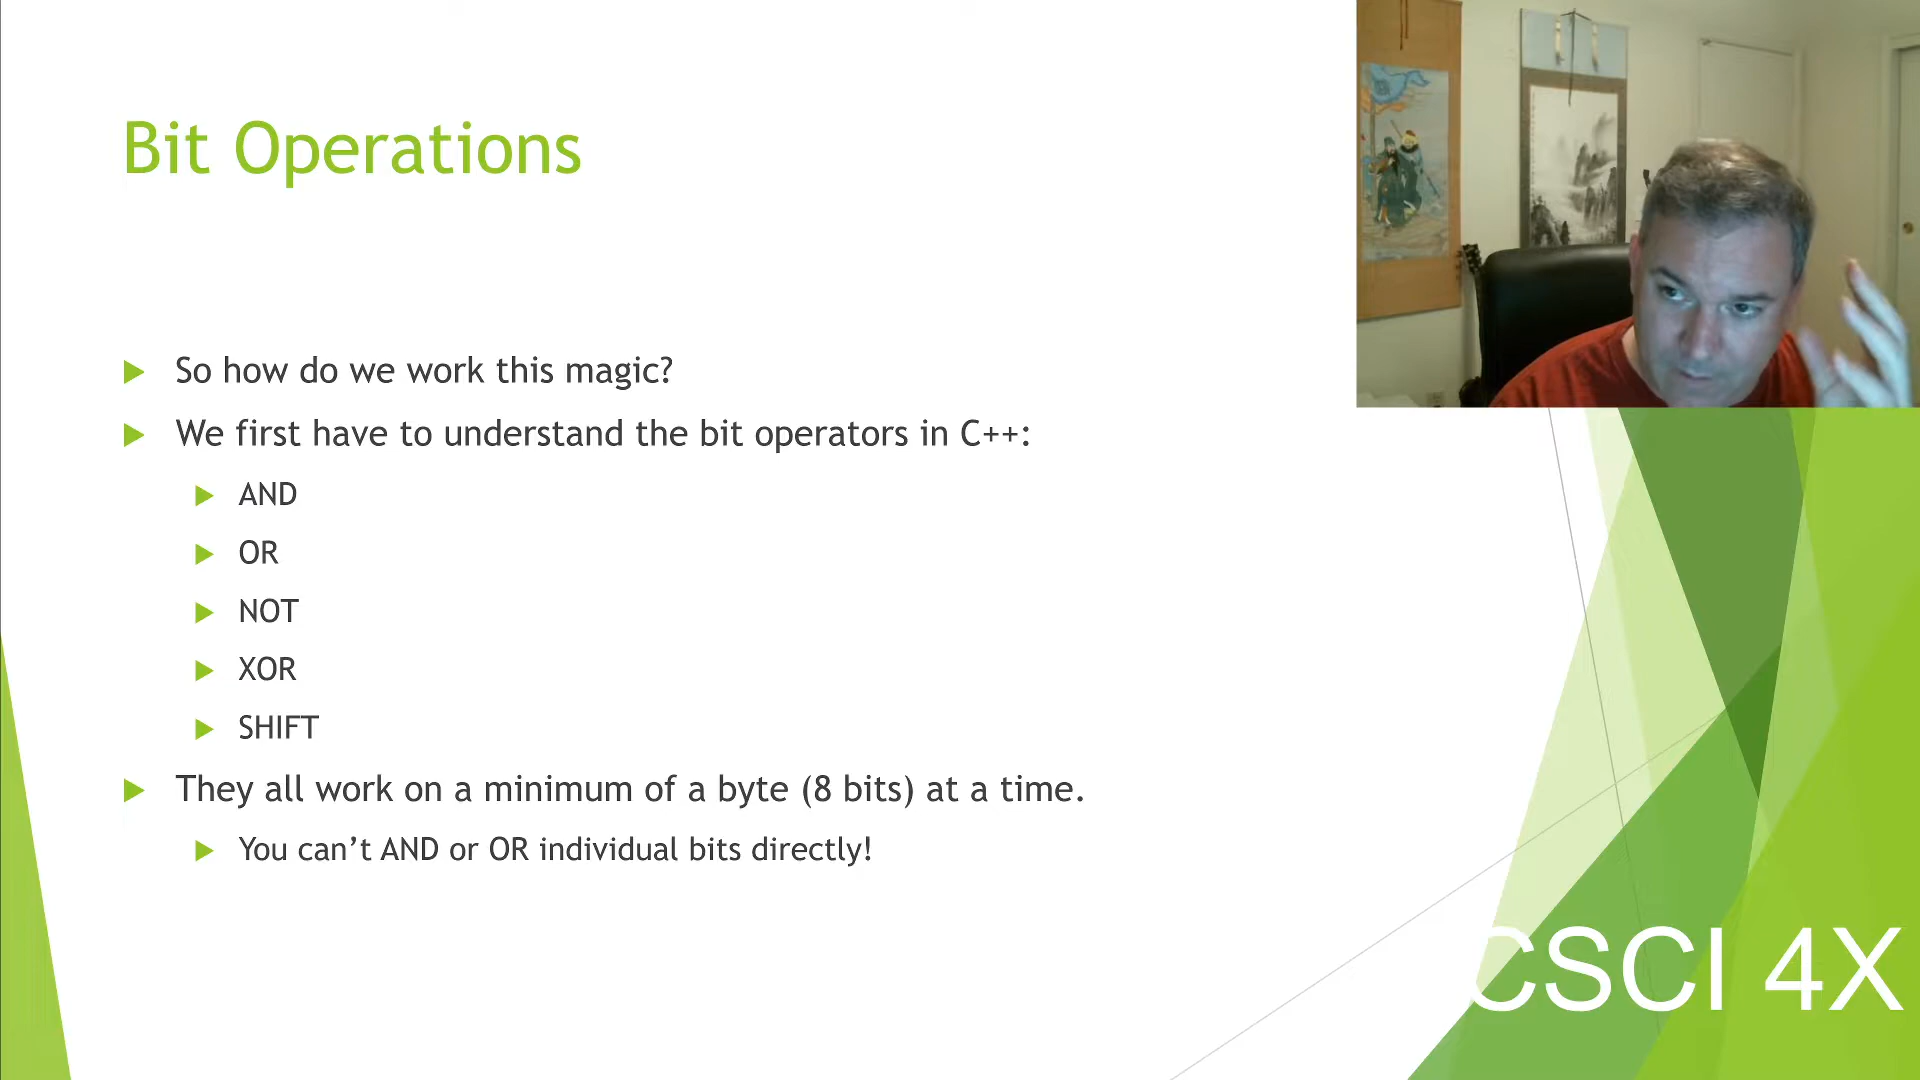 Bit Operations
So how do we work this magic?
We first have to understand the bit operators in C++:
AND
OR
NOT
XOR
SHIFT
They all work on a minimum of a byte (8 bits) at a time.
You can’t AND or OR individual bits directly!
CSCI 4X